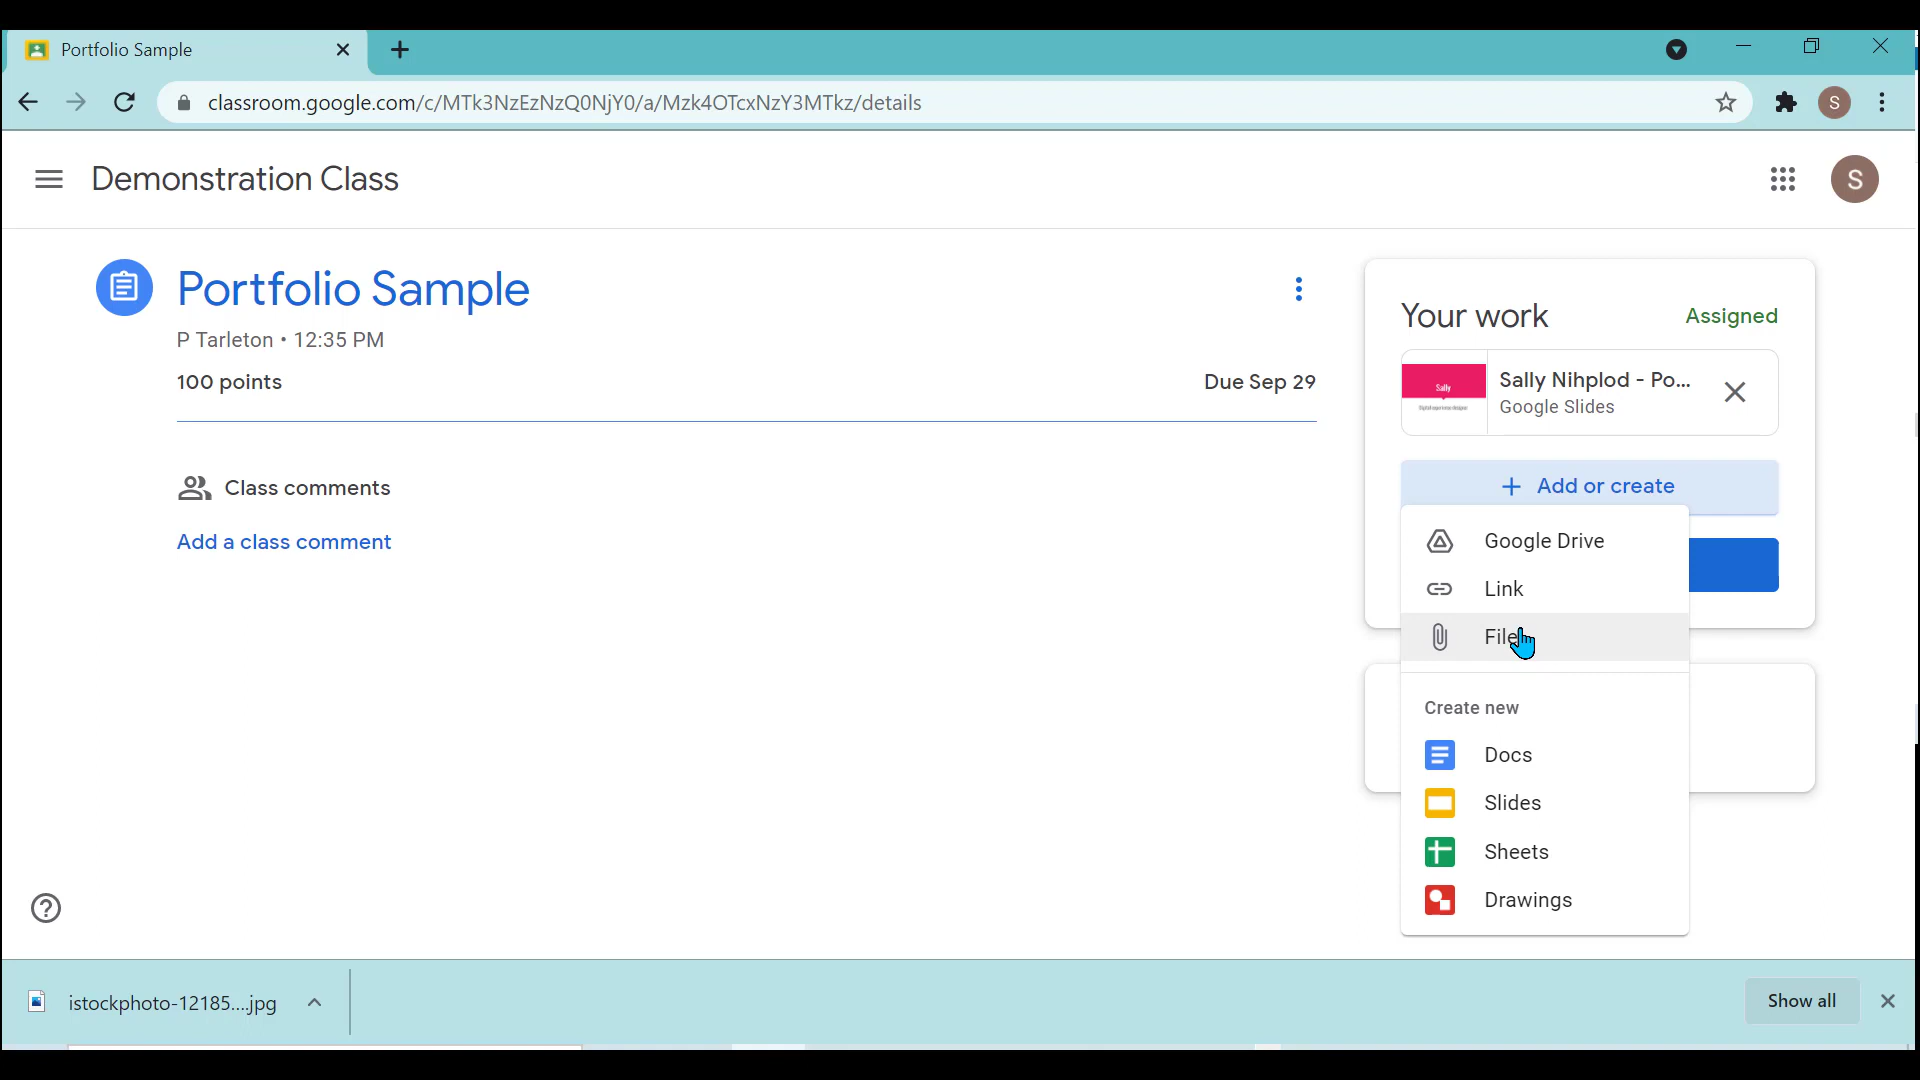 Portfolio Sample
classroom.google.com/c/MTk3NzEzNzQ0NjY0/a/Mzk4OTcxNzY3MTkz/details
S
Demonstration Class
S
Portfolio Sample
P Tarleton • 12:35 PM
100 points
Due Sep 29
Class comments
Add a class comment
Your work
Assigned
Sally
Sally Nihplod - Po...
Google Slides
+ Add or create
Google Drive
Link
File
Create new
Docs
Slides
Sheets
Drawings
istockphoto-12185....jpg
Show all